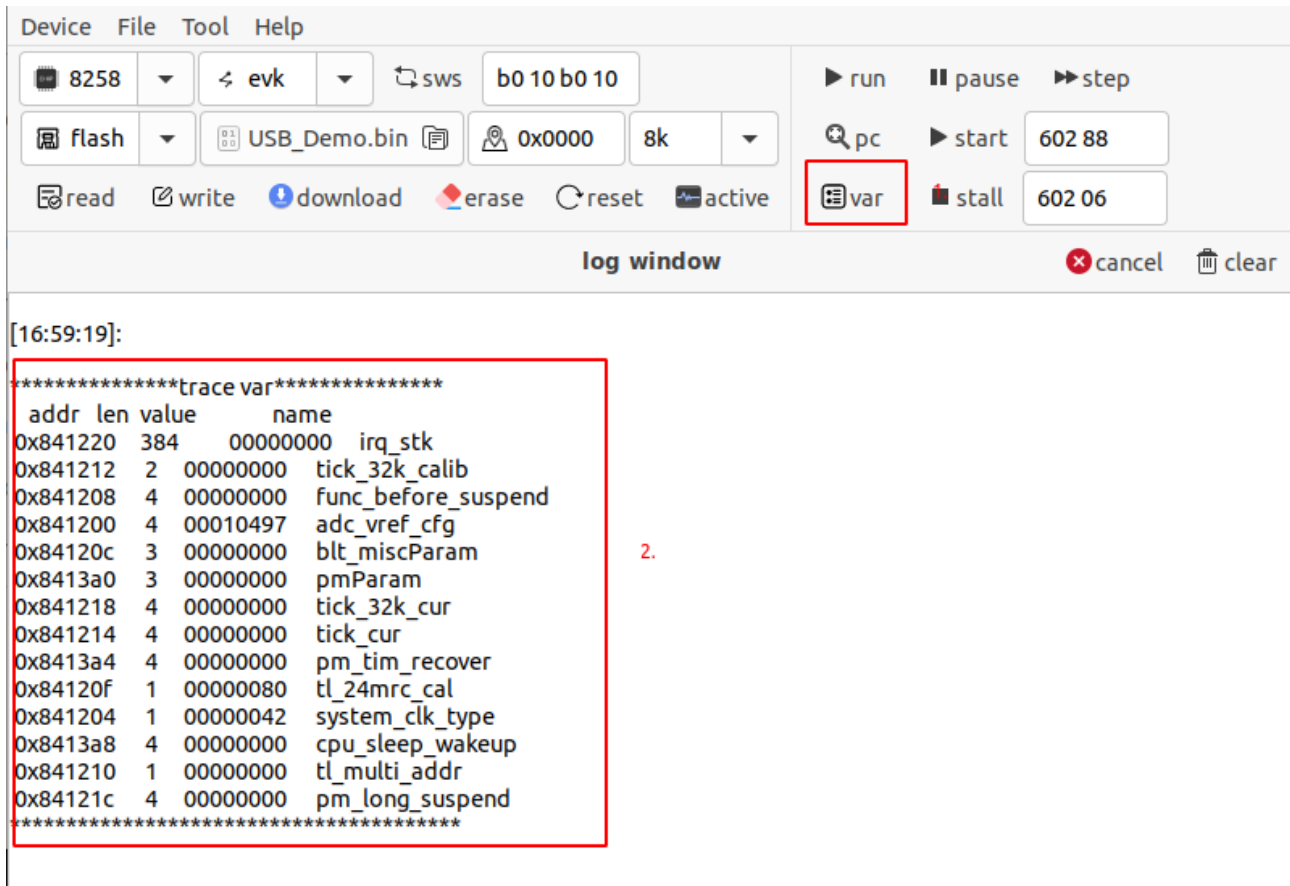 Device File Tool Help
8258 evk sws b0 10 b0 10 run pause step
flash USB_Demo.bin 0x0000 8k pc start 602 88
read write download erase reset active var stall 602 06
log window cancel clear
[16:59:19]:
***************trace var***************
addr len value name
0x841220 384 00000000 irq_stk
0x841212 2 00000000 tick_32k_calib
0x841208 4 00000000 func_before_suspend
0x841200 4 00010497 adc_vref_cfg
0x84120c 3 00000000 blt_miscParam
2.
0x8413a0 3 00000000 pmParam
0x841218 4 00000000 tick_32k_cur
0x841214 4 00000000 tick_cur
0x8413a4 4 00000000 pm_tim_recover
0x84120f 1 00000080 tl_24mrc_cal
0x841204 1 00000042 system_clk_type
0x8413a8 4 00000000 cpu_sleep_wakeup
0x841210 1 00000000 tl_multi_addr
0x84121c 4 00000000 pm_long_suspend
****************************************